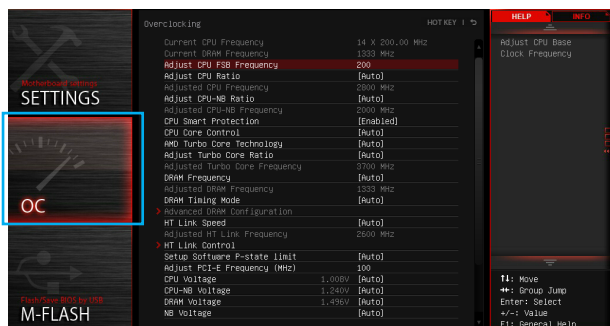 Overclocking
HOT KEY
HELP
INFO
Motherboard settings
SETTINGS
OC
Flash/Save BIOS by USB
M-FLASH
Current CPU Frequency 14 X 200.00 MHz
Current DRAM Frequency 1333 MHz
Adjust CPU FSB Frequency 200
Adjust CPU Ratio [Auto]
Adjusted CPU Frequency 2800 MHz
Adjust CPU-NB Ratio [Auto]
Adjusted CPU-NB Frequency 2000 MHz
CPU Smart Protection [Enabled]
CPU Core Control [Auto]
AMD Turbo Core Technology [Auto]
Adjust Turbo Core Ratio [Auto]
Adjusted Turbo Core Frequency 3700 MHz
DRAM Frequency [Auto]
Adjusted DRAM Frequency 1333 MHz
DRAM Timing Mode [Auto]
> Advanced DRAM Configuration
HT Link Speed [Auto]
Adjusted HT Link Frequency 2600 MHz
> HT Link Control
Setup Software P-state limit [Auto]
Adjust PCI-E Frequency (MHz) 100
CPU Voltage 1.008V [Auto]
CPU-NB Voltage 1.240V [Auto]
DRAM Voltage 1.496V [Auto]
NB Voltage [Auto]
Adjust CPU Base
Clock Frequency
↑↓: Move
: Group Jump
Enter: Select
+/-: Value
F1: General Help